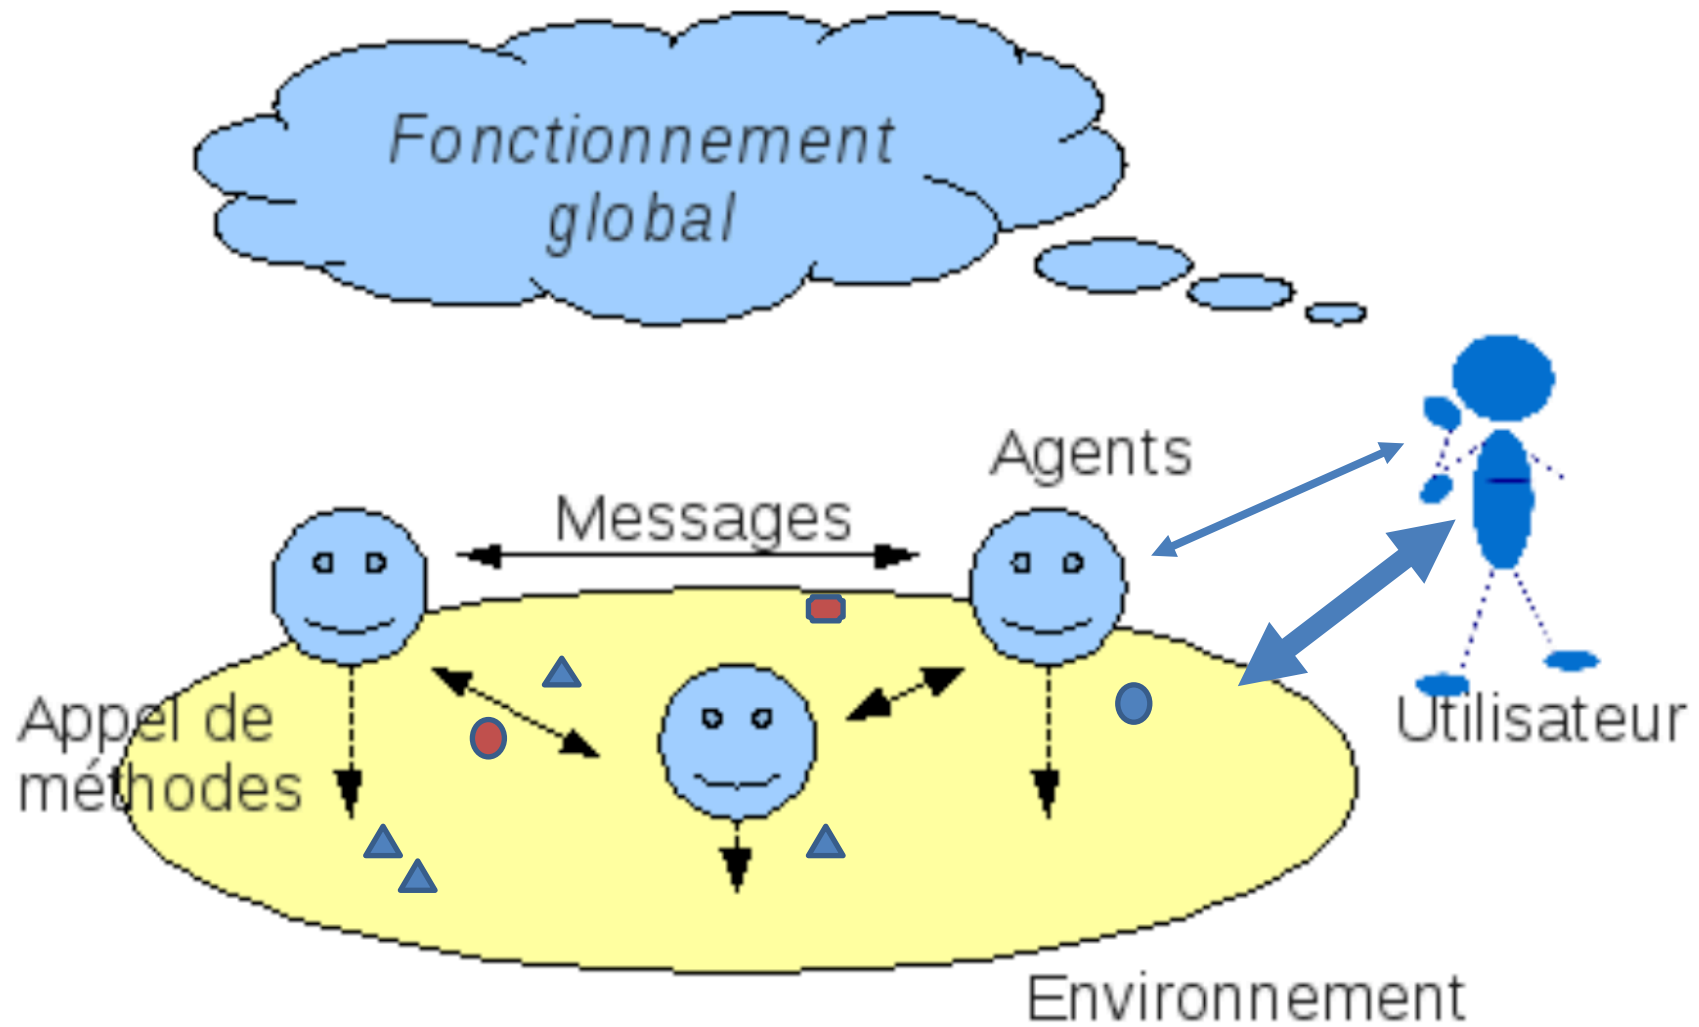 Fonctionnement
global
Agents
Messages
Appel de
méthodes
Utilisateur
Environnement